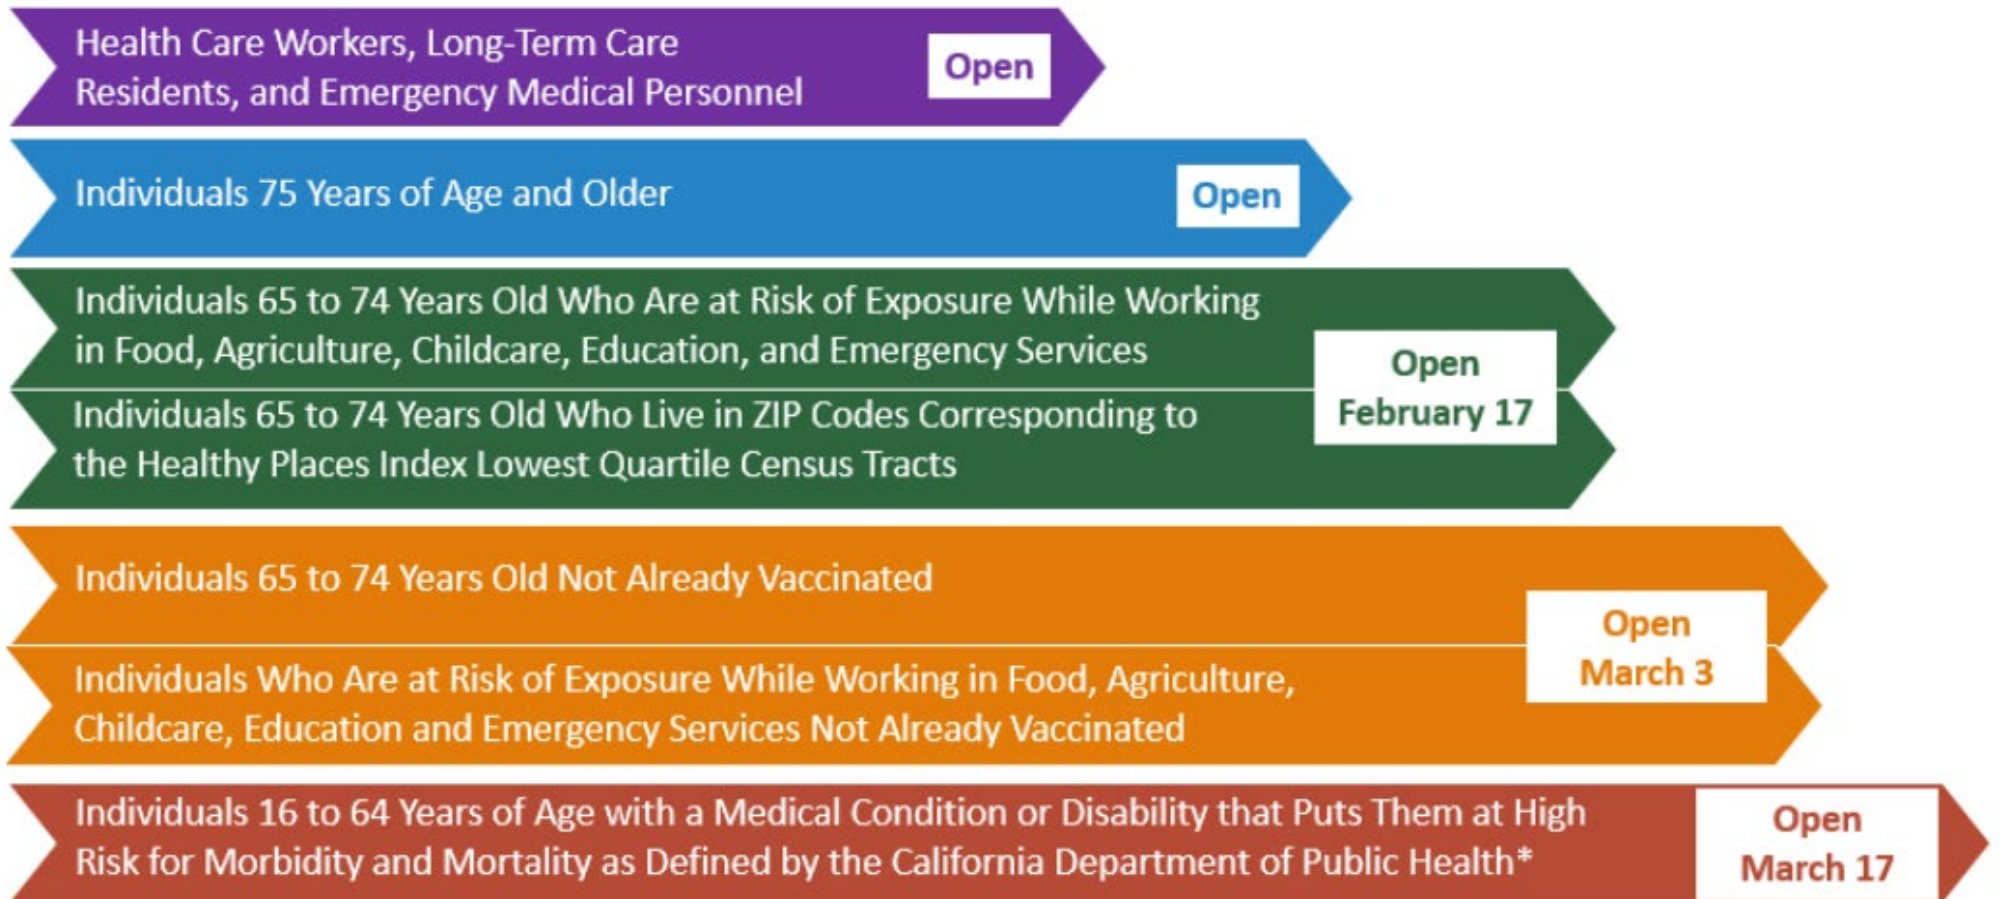 Health Care Workers, Long-Term Care
Residents, and Emergency Medical Personnel
Open
Individuals 75 Years of Age and Older
Open
Individuals 65 to 74 Years Old Who Are at Risk of Exposure While Working
in Food, Agriculture, Childcare, Education, and Emergency Services
Individuals 65 to 74 Years Old Who Live in ZIP Codes Corresponding to
the Healthy Places Index Lowest Quartile Census Tracts
Open
February 17
Individuals 65 to 74 Years Old Not Already Vaccinated
Individuals Who Are at Risk of Exposure While Working in Food, Agriculture,
Childcare, Education and Emergency Services Not Already Vaccinated
Open
March 3
Individuals 16 to 64 Years of Age with a Medical Condition or Disability that Puts Them at High
Risk for Morbidity and Mortality as Defined by the California Department of Public Health*
Open
March 17